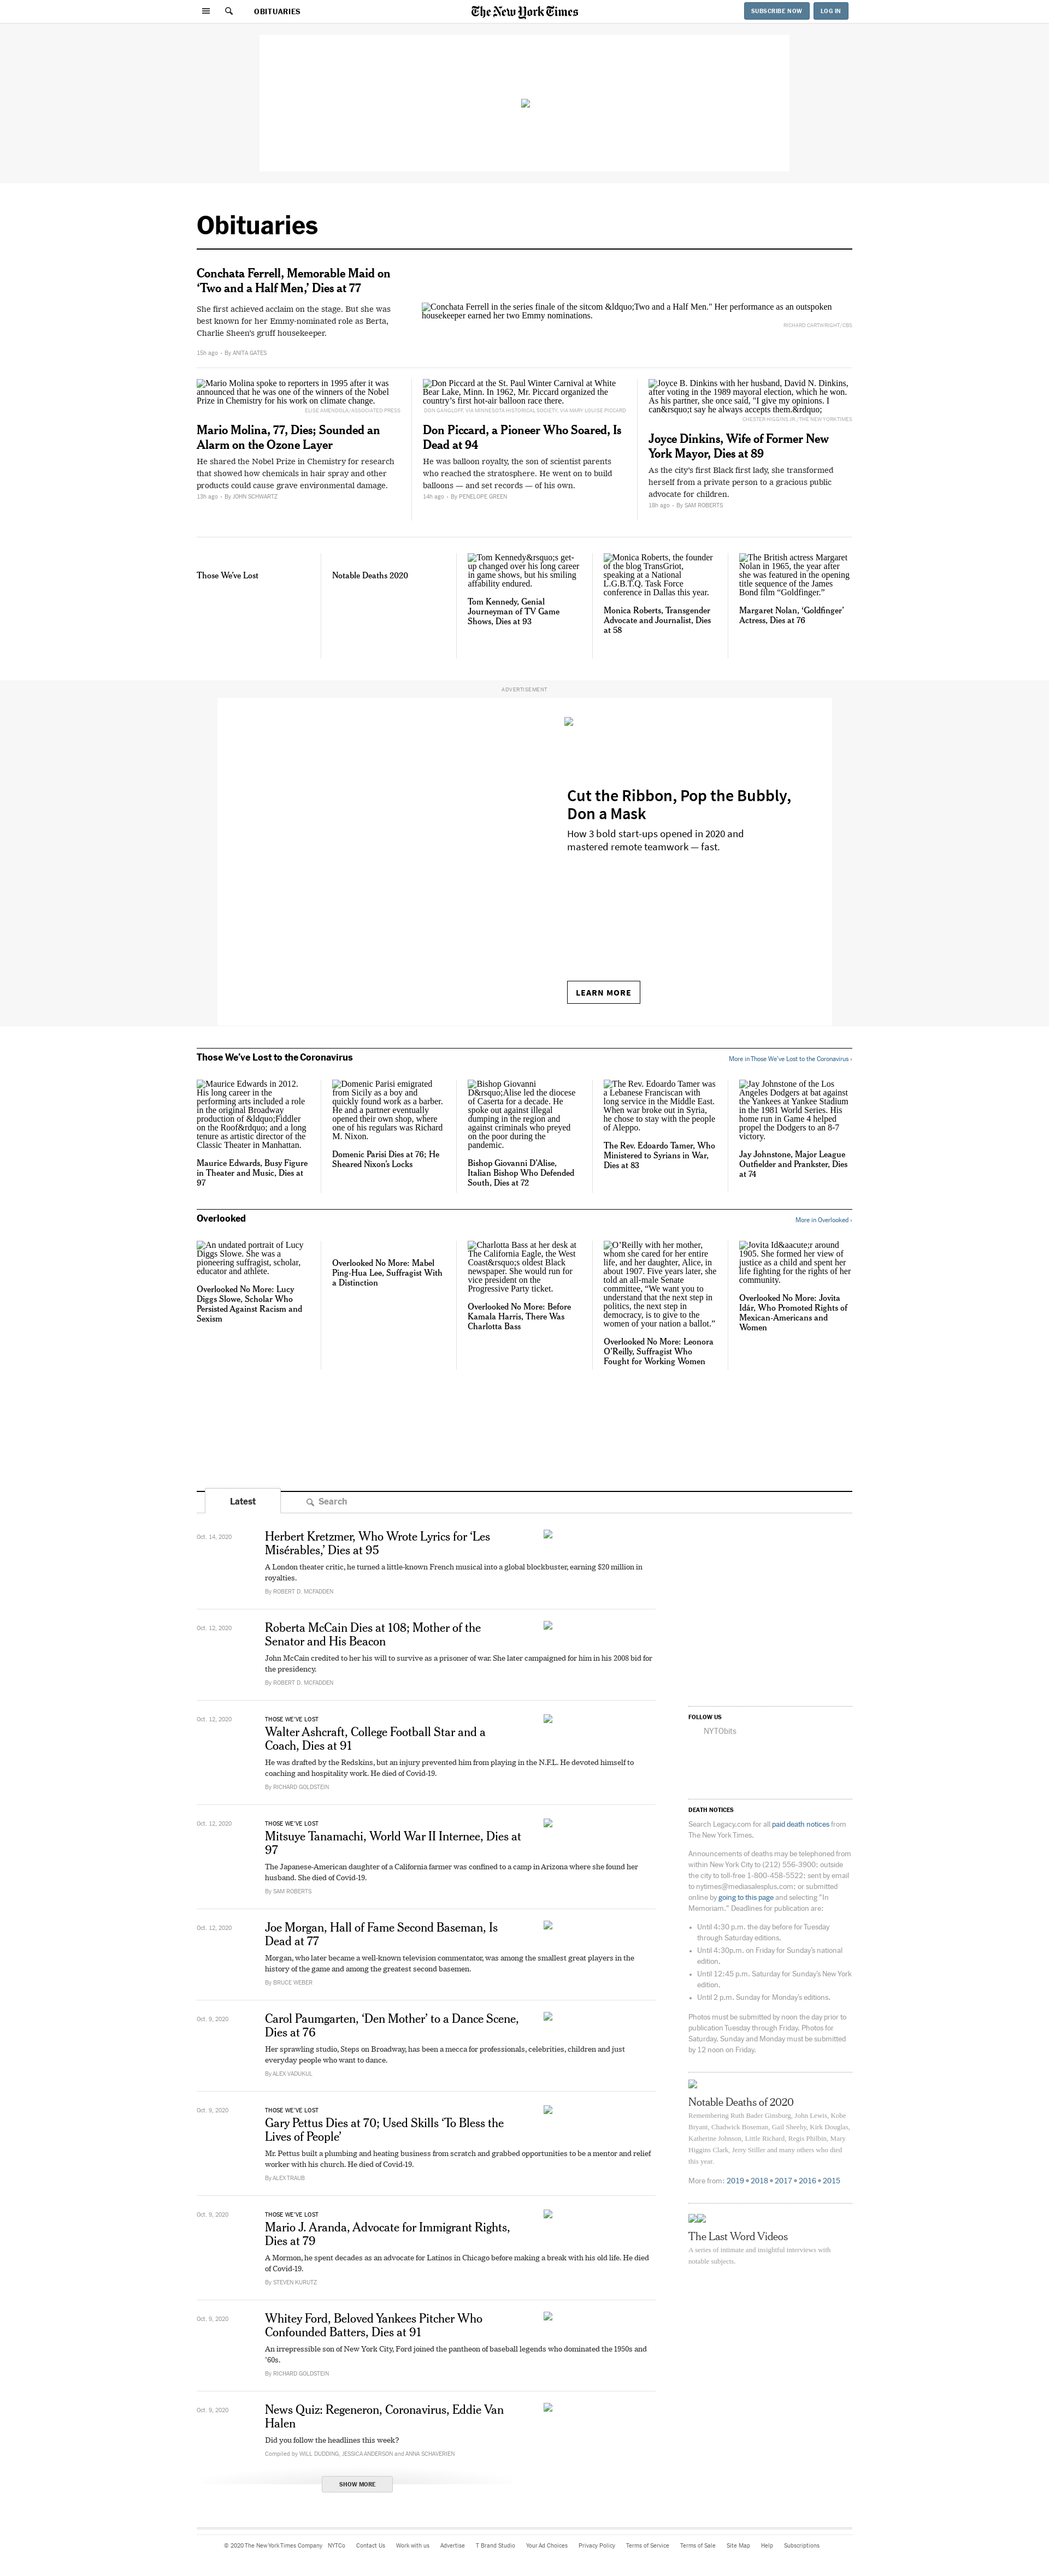 OBITUARIES
The New York Times
SUBSCRIBE NOW
LOG IN
Obituaries
Conchata Ferrell, Memorable Maid on
‘Two and a Half Men,’ Dies at 77
She first achieved acclaim on the stage. But she was
best known for her Emmy-nominated role as Berta,
Charlie Sheen’s gruff housekeeper.
15h ago • By ANITA GATES
Conchata Ferrell in the series finale of the sitcom &ldquo;Two and a Half Men." Her performance as an outspoken
housekeeper earned her two Emmy nominations.
RICHARD CARTWRIGHT/CBS
Mario Molina spoke to reporters in 1995 after it was
announced that he was one of the winners of the Nobel
Prize in Chemistry for his work on climate change.
ELISE AMENDOLA/ASSOCIATED PRESS
Mario Molina, 77, Dies; Sounded an
Alarm on the Ozone Layer
He shared the Nobel Prize in Chemistry for research
that showed how chemicals in hair spray and other
products could cause grave environmental damage.
13h ago • By JOHN SCHWARTZ
Don Piccard at the St. Paul Winter Carnival at White
Bear Lake, Minn. In 1962, Mr. Piccard organized the
country’s first hot-air balloon race there.
DON GANGLOFF, VIA MINNESOTA HISTORICAL SOCIETY, VIA MARY LOUISE PICCARD
Don Piccard, a Pioneer Who Soared, Is
Dead at 94
He was balloon royalty, the son of scientist parents
who reached the stratosphere. He went on to build
balloons — and set records — of his own.
14h ago • By PENELOPE GREEN
Joyce B. Dinkins with her husband, David N. Dinkins,
after voting in the 1989 mayoral election, which he won.
As his partner, she once said, "I give my opinions. I
can&rsquo;t say he always accepts them.&rdquo;
CHESTER HIGGINS JR./THE NEW YORK TIMES
Joyce Dinkins, Wife of Former New
York Mayor, Dies at 89
As the city’s first Black first lady, she transformed
herself from a private person to a gracious public
advocate for children.
18h ago • By SAM ROBERTS
Those We’ve Lost
Notable Deaths 2020
Tom Kennedy&rsquo;s get-
up changed over his long career
in game shows, but his smiling
affability endured.
Tom Kennedy, Genial
Journeyman of TV Game
Shows, Dies at 93
Monica Roberts, the founder
of the blog TransGriot,
speaking at a National
L.G.B.T.Q. Task Force
conference in Dallas this year.
Monica Roberts, Transgender
Advocate and Journalist, Dies
at 58
The British actress Margaret
Nolan in 1965, the year after
she was featured in the opening
title sequence of the James
Bond film “Goldfinger.”
Margaret Nolan, ‘Goldfinger’
Actress, Dies at 76
ADVERTISEMENT
Cut the Ribbon, Pop the Bubbly,
Don a Mask
How 3 bold start-ups opened in 2020 and
mastered remote teamwork — fast.
LEARN MORE
Those We’ve Lost to the Coronavirus
More in Those We’ve Lost to the Coronavirus ›
Maurice Edwards in 2012.
His long career in the
performing arts included a role
in the original Broadway
production of &ldquo;Fiddler
on the Roof&rdquo; and a long
tenure as artistic director of the
Classic Theater in Manhattan.
Maurice Edwards, Busy Figure
in Theater and Music, Dies at
97
Domenic Parisi emigrated
from Sicily as a boy and
quickly found work as a barber.
He and a partner eventually
opened their own shop, where
one of his regulars was Richard
M. Nixon.
Domenic Parisi Dies at 76; He
Sheared Nixon’s Locks
Bishop Giovanni
D&rsquo;Alise led the diocese
of Caserta for a decade. He
spoke out against illegal
dumping in the region and
against criminals who preyed
on the poor during the
pandemic.
Bishop Giovanni D’Alise,
Italian Bishop Who Defended
South, Dies at 72
The Rev. Edoardo Tamer was
a Lebanese Franciscan with
long service in the Middle East.
When war broke out in Syria,
he chose to stay with the people
of Aleppo.
The Rev. Edoardo Tamer, Who
Ministered to Syrians in War,
Dies at 83
Jay Johnstone of the Los
Angeles Dodgers at bat against
the Yankees at Yankee Stadium
in the 1981 World Series. His
home run in Game 4 helped
propel the Dodgers to an 8-7
victory.
Jay Johnstone, Major League
Outfielder and Prankster, Dies
at 74
Overlooked
More in Overlooked ›
An undated portrait of Lucy
Diggs Slowe. She was a
pioneering suffragist, scholar,
educator and athlete.
Overlooked No More: Lucy
Diggs Slowe, Scholar Who
Persisted Against Racism and
Sexism
Overlooked No More: Mabel
Ping-Hua Lee, Suffragist With
a Distinction
Charlotta Bass at her desk at
The California Eagle, the West
Coast&rsquo;s oldest Black
newspaper. She would run for
vice president on the
Progressive Party ticket.
Overlooked No More: Before
Kamala Harris, There Was
Charlotta Bass
O’Reilly with her mother,
whom she cared for her entire
life, and her daughter, Alice, in
about 1907. Five years later, she
told an all-male Senate
committee, “We want you to
understand that the next step in
politics, the next step in
democracy, is to give to the
women of your nation a ballot.”
Overlooked No More: Leonora
O’Reilly, Suffragist Who
Fought for Working Women
Jovita Id&aacute;r around
1905. She formed her view of
justice as a child and spent her
life fighting for the rights of her
community.
Overlooked No More: Jovita
Idár, Who Promoted Rights of
Mexican-Americans and
Women
Latest
Search
Oct. 14, 2020
Herbert Kretzmer, Who Wrote Lyrics for ‘Les
Misérables,’ Dies at 95
A London theater critic, he turned a little-known French musical into a global blockbuster, earning $20 million in
royalties.
By ROBERT D. MCFADDEN
Oct. 12, 2020
Roberta McCain Dies at 108; Mother of the
Senator and His Beacon
John McCain credited to her his will to survive as a prisoner of war. She later campaigned for him in his 2008 bid for
the presidency.
By ROBERT D. MCFADDEN
Oct. 12, 2020
THOSE WE’VE LOST
Walter Ashcraft, College Football Star and a
Coach, Dies at 91
He was drafted by the Redskins, but an injury prevented him from playing in the N.F.L. He devoted himself to
coaching and hospitality work. He died of Covid-19.
By RICHARD GOLDSTEIN
Oct. 12, 2020
THOSE WE’VE LOST
Mitsuye Tanamachi, World War II Internee, Dies at
97
The Japanese-American daughter of a California farmer was confined to a camp in Arizona where she found her
husband. She died of Covid-19.
By SAM ROBERTS
Oct. 12, 2020
Joe Morgan, Hall of Fame Second Baseman, Is
Dead at 77
Morgan, who later became a well-known television commentator, was among the smallest great players in the
history of the game and among the greatest second basemen.
By BRUCE WEBER
Oct. 9, 2020
Carol Paumgarten, ‘Den Mother’ to a Dance Scene,
Dies at 76
Her sprawling studio, Steps on Broadway, has been a mecca for professionals, celebrities, children and just
everyday people who want to dance.
By ALEX VADUKUL
Oct. 9, 2020
THOSE WE’VE LOST
Gary Pettus Dies at 70; Used Skills ‘To Bless the
Lives of People’
Mr. Pettus built a plumbing and heating business from scratch and grabbed opportunities to be a mentor and relief
worker with his church. He died of Covid-19.
By ALEX TRAUB
Oct. 9, 2020
THOSE WE’VE LOST
Mario J. Aranda, Advocate for Immigrant Rights,
Dies at 79
A Mormon, he spent decades as an advocate for Latinos in Chicago before making a break with his old life. He died
of Covid-19.
By STEVEN KURUTZ
Oct. 9, 2020
Whitey Ford, Beloved Yankees Pitcher Who
Confounded Batters, Dies at 91
An irrepressible son of New York City, Ford joined the pantheon of baseball legends who dominated the 1950s and
’60s.
By RICHARD GOLDSTEIN
Oct. 9, 2020
News Quiz: Regeneron, Coronavirus, Eddie Van
Halen
Did you follow the headlines this week?
Compiled by WILL DUDDING, JESSICA ANDERSON and ANNA SCHAVERIEN
SHOW MORE
FOLLOW US
NYTObits
DEATH NOTICES
Search Legacy.com for all paid death notices from
The New York Times.
Announcements of deaths may be telephoned from
within New York City to (212) 556-3900; outside
the city to toll-free 1-800-458-5522; sent by email
to nytimes@mediasalesplus.com; or submitted
online by going to this page and selecting "In
Memoriam." Deadlines for publication are:
• Until 4:30 p.m. the day before for Tuesday
through Saturday editions.
• Until 4:30p.m. on Friday for Sunday’s national
edition.
• Until 12:45 p.m. Saturday for Sunday’s New York
edition.
• Until 2 p.m. Sunday for Monday’s editions.
Photos must be submitted by noon the day prior to
publication Tuesday through Friday. Photos for
Saturday, Sunday and Monday must be submitted
by 12 noon on Friday.
Notable Deaths of 2020
Remembering Ruth Bader Ginsburg, John Lewis, Kobe
Bryant, Chadwick Boseman, Gail Sheehy, Kirk Douglas,
Katherine Johnson, Little Richard, Regis Philbin, Mary
Higgins Clark, Jerry Stiller and many others who died
this year.
More from: 2019 • 2018 • 2017 • 2016 • 2015
The Last Word Videos
A series of intimate and insightful interviews with
notable subjects.
© 2020 The New York Times Company NYTCo Contact Us Work with us Advertise T Brand Studio Your Ad Choices Privacy Policy Terms of Service Terms of Sale Site Map Help Subscriptions